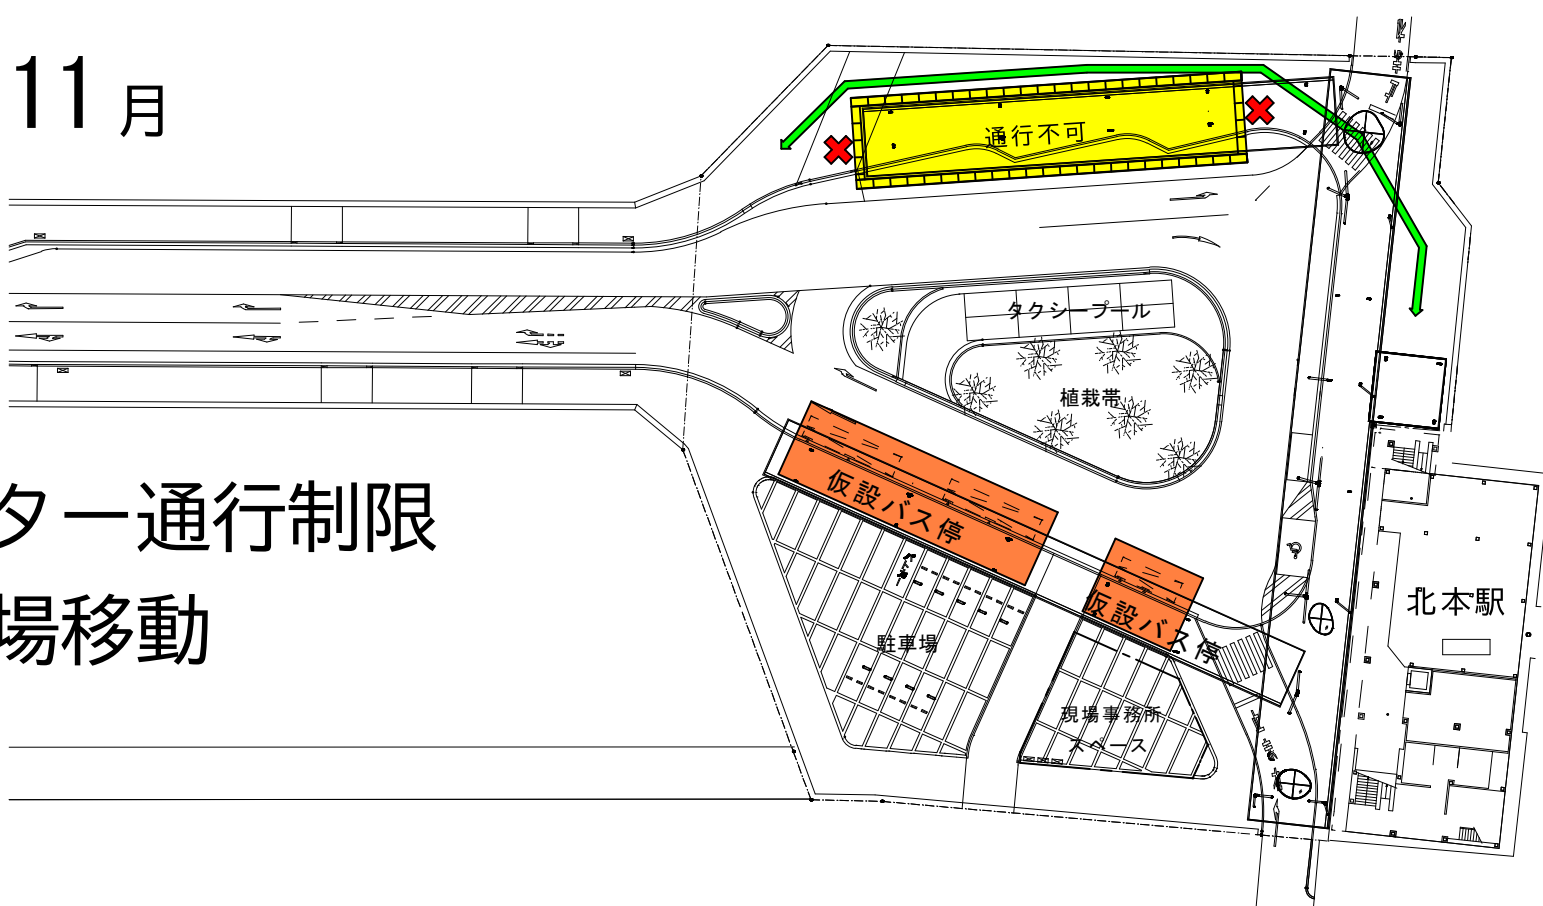 11月
通行不可
タクシープール
植栽帯
仮設バス停
ター通行制限
仮設バス停
北本駅
場移動
駐車場
現場事務所
スペース